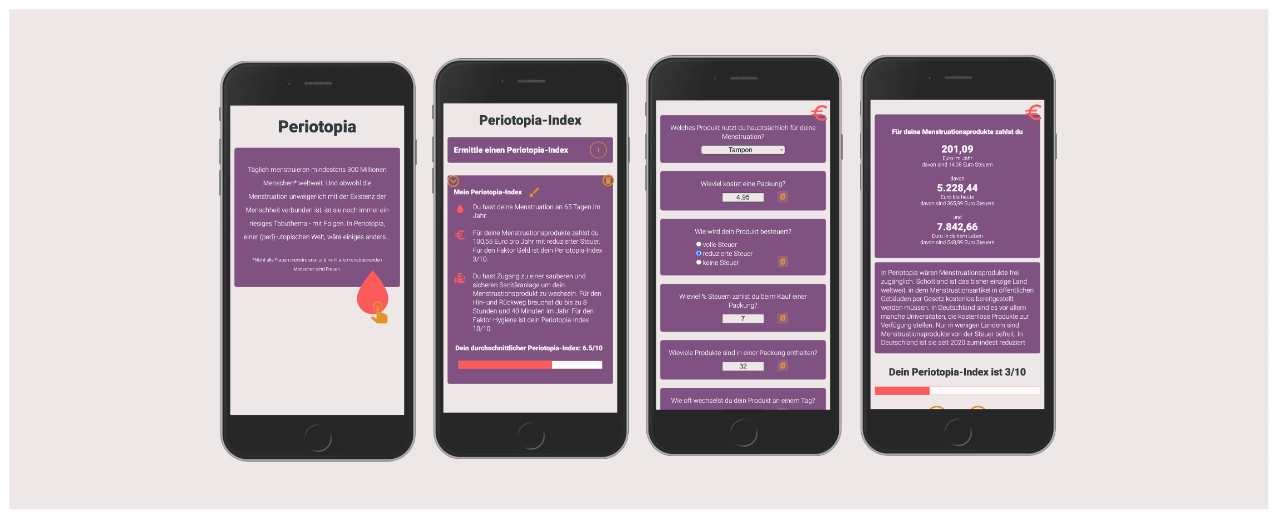 Periotopia
Täglich menstruieren mindestens 300 Millionen
Menschen* weltweit. Und obwohl die
Menstruation unweigerlich mit der Existenz der
Menschheit verbunden ist ist sie noch immer ein
riesiges Tabuthema - mit Folgen. In Periotopia,
einer (peri)-utopischen Welt, wäre einiges anders...
*Nicht alle Frauen menstruieren und nicht alle menstruierenden
Menschen sind Frauen.
Periotopia-Index
Ermittle einen Periotopia-Index
Mein Periotopia-Index
Du hast deine Menstruation an 65 Tagen im
Jahr.
Für deine Menstruationsprodukte zahlst du
100,55 Euro pro Jahr mit reduzierter Steuer.
Für den Faktor Geld ist dein Periotopia-Index
3/10.
Du hast Zugang zu einer sauberen und
sicheren Sanitäranlage um dein
Menstruationsprodukt zu wechseln. Für den
Hin- und Rückweg brauchst du bis zu 8
Stunden und 40 Minuten im Jahr. Für den
Faktor Hygiene ist dein Periotopia-Index
10/10.
Dein durchschnittlicher Periotopia-Index: 6.5/10
€
Welches Produkt nutzt du hauptsächlich für deine
Menstruation?
Tampon
Wieviel kostet eine Packung?
4.95
Wie wird dein Produkt besteuert?
volle Steuer
reduzierte Steuer
keine Steuer
Wieviel % Steuern zahlst du beim Kauf einer
Packung?
7
Wieviele Produkte sind in einer Packung enthalten?
32
Wie oft wechselst du dein Produkt an einem Tag?
€
Für deine Menstruationsprodukte zahlst du
201,09
Euro im Jahr
davon sind 14,08 Euro Steuern
davon
5.228,44
Euro bis heute
davon sind 365,99 Euro Steuern
und
7.842,66
Euro in deinem Leben
davon sind 548,99 Euro Steuern
In Periotopia wären Menstruationsprodukte frei
zugänglich. Schottland ist das bisher einzige Land
weltweit, in dem Menstruationsartikel in öffentlichen
Gebäuden per Gesetz kostenlos bereitgestellt
werden müssen. In Deutschland sind es vor allem
manche Universitäten, die kostenlose Produkte zur
Verfügung stellen. Nur in wenigen Ländern sind
Menstruationsprodukte von der Steuer befreit. In
Deutschland ist sie seit 2020 zumindest reduziert
Dein Periotopia-Index ist 3/10